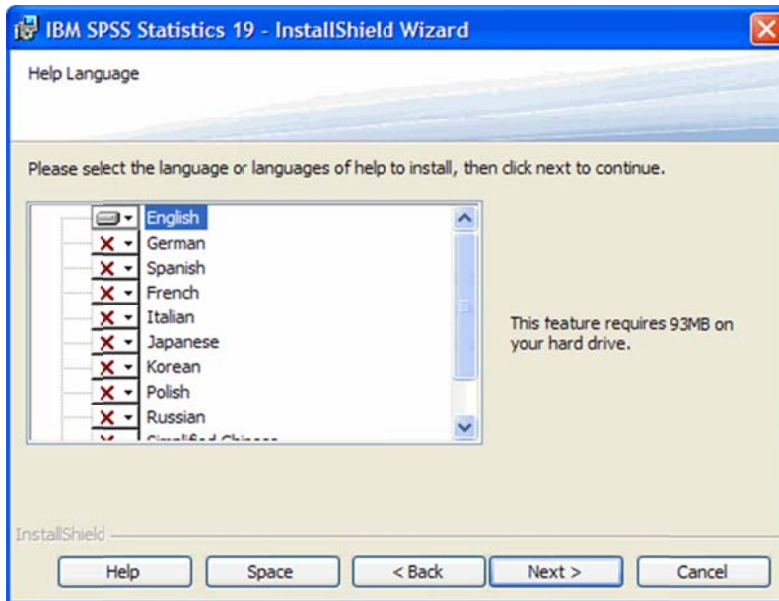 IBM SPSS Statistics 19 - InstallShield Wizard
Help Language
Please select the language or languages of help to install, then click next to continue.
English
German
Spanish
French
Italian
Japanese
Korean
Polish
Russian
Simplified Chinese
This feature requires 93MB on
your hard drive.
InstallShield
Help
Space
< Back
Next >
Cancel